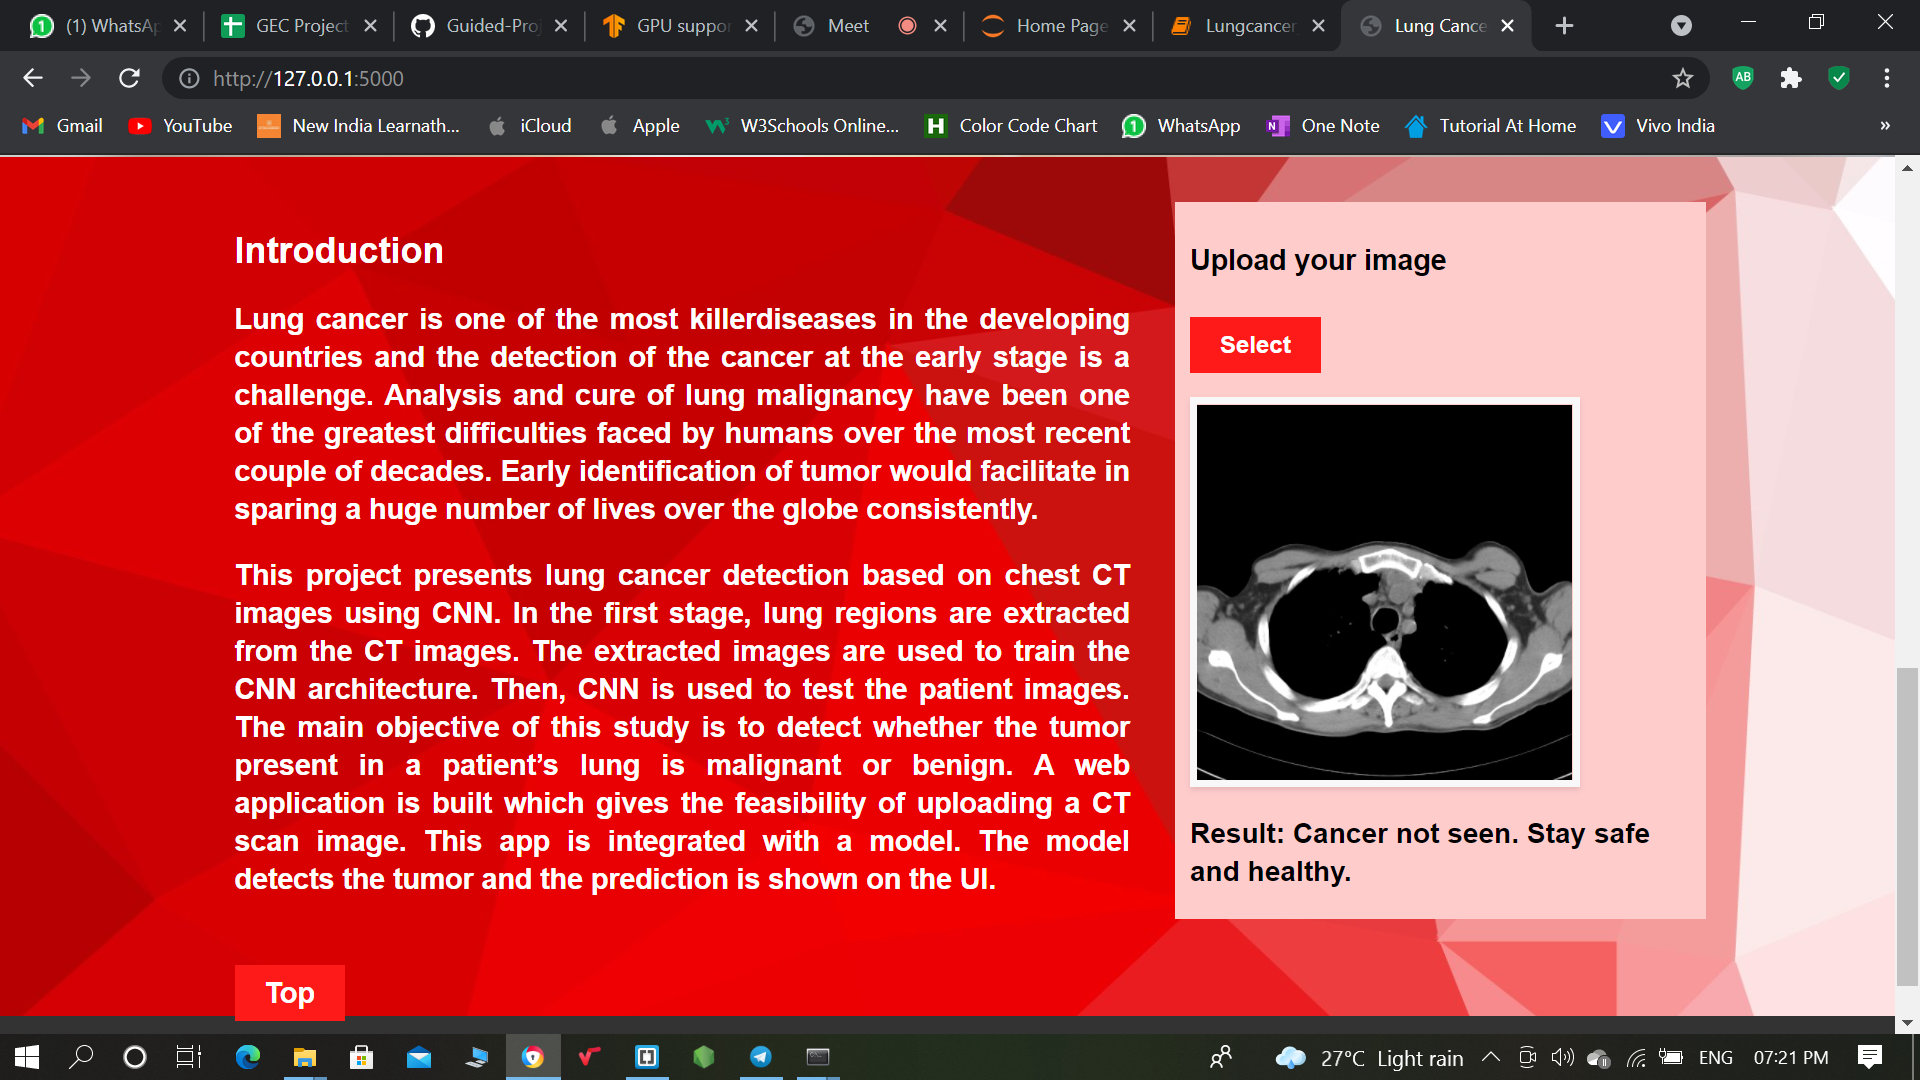 (1) WhatsAp
GEC Project
Guided-Pro
GPU suppor
Meet
Home Page
Lungcancer
Lung Cance
http://127.0.0.1:5000
AB
Gmail
YouTube
New India Learnath...
iCloud
Apple
W3Schools Online...
Color Code Chart
WhatsApp
One Note
Tutorial At Home
Vivo India
»
Introduction
Lung cancer is one of the most killerdiseases in the developing
countries and the detection of the cancer at the early stage is a
challenge. Analysis and cure of lung malignancy have been one
of the greatest difficulties faced by humans over the most recent
couple of decades. Early identification of tumor would facilitate in
sparing a huge number of lives over the globe consistently.
This project presents lung cancer detection based on chest CT
images using CNN. In the first stage, lung regions are extracted
from the CT images. The extracted images are used to train the
CNN architecture. Then, CNN is used to test the patient images.
The main objective of this study is to detect whether the tumor
present in a patient’s lung is malignant or benign. A web
application is built which gives the feasibility of uploading a CT
scan image. This app is integrated with a model. The model
detects the tumor and the prediction is shown on the UI.
Top
Upload your image
Select
Result: Cancer not seen. Stay safe
and healthy.
27°C Light rain
ENG
07:21 PM